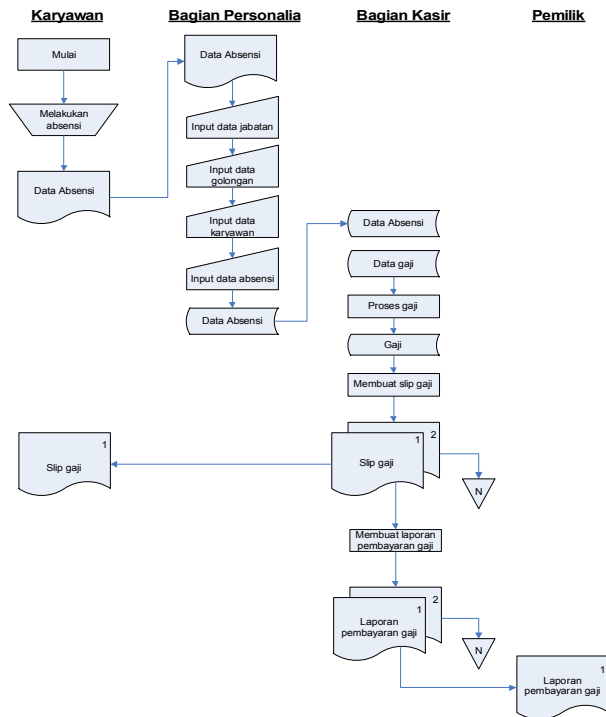 Karyawan
Bagian Personalia
Bagian Kasir
Pemilik
Mulai
Melakukan
absensi
Data Absensi
Data Absensi
Input data jabatan
Input data
golongan
Input data
karyawan
Input data absensi
Data Absensi
Data Absensi
Data gaji
Proses gaji
Gaji
Membuat slip gaji
1
2
Slip gaji
N
1
Slip gaji
Membuat laporan
pembayaran gaji
1
2
Laporan
pembayaran gaji
N
1
Laporan
pembayaran gaji